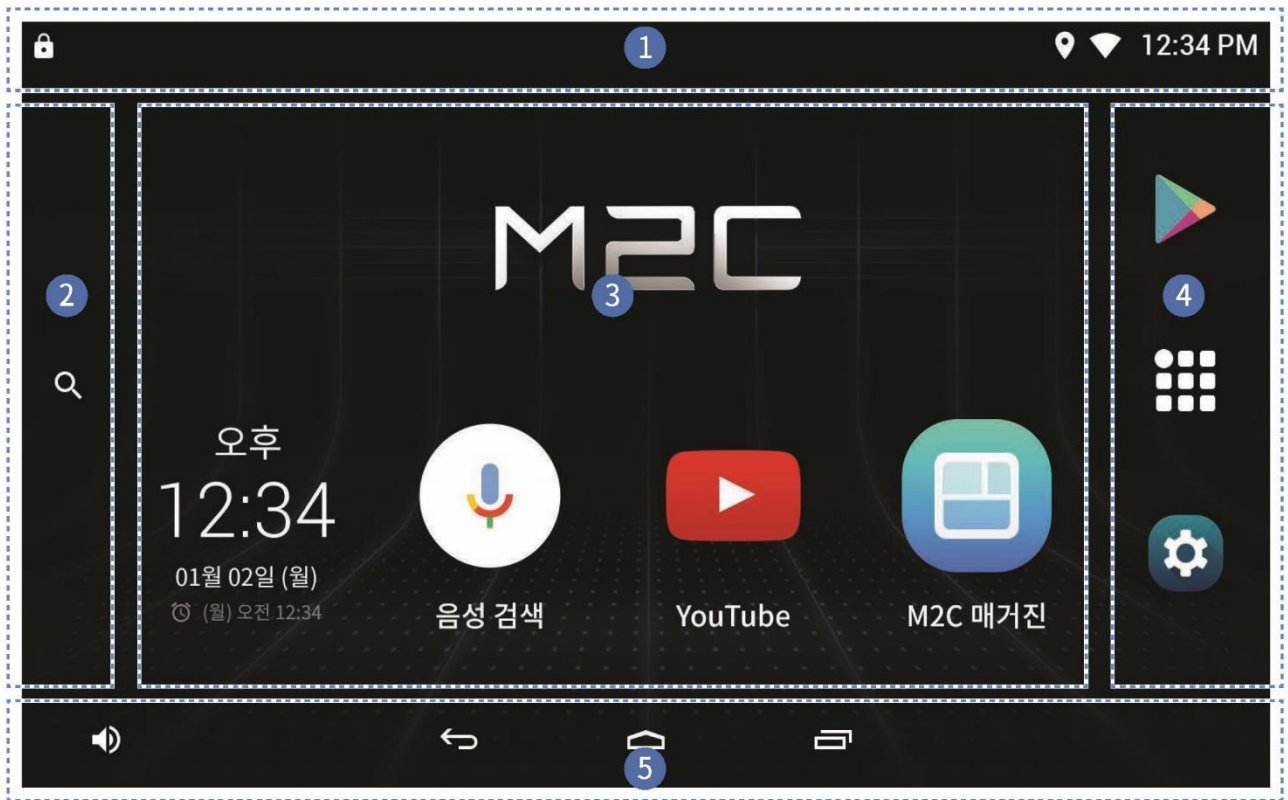 1
12:34 PM
2
M2C
3
4
오후
12:34
01월 02일 (월)
(월) 오전 12:34
음성 검색
YouTube
M2C 매거진
5